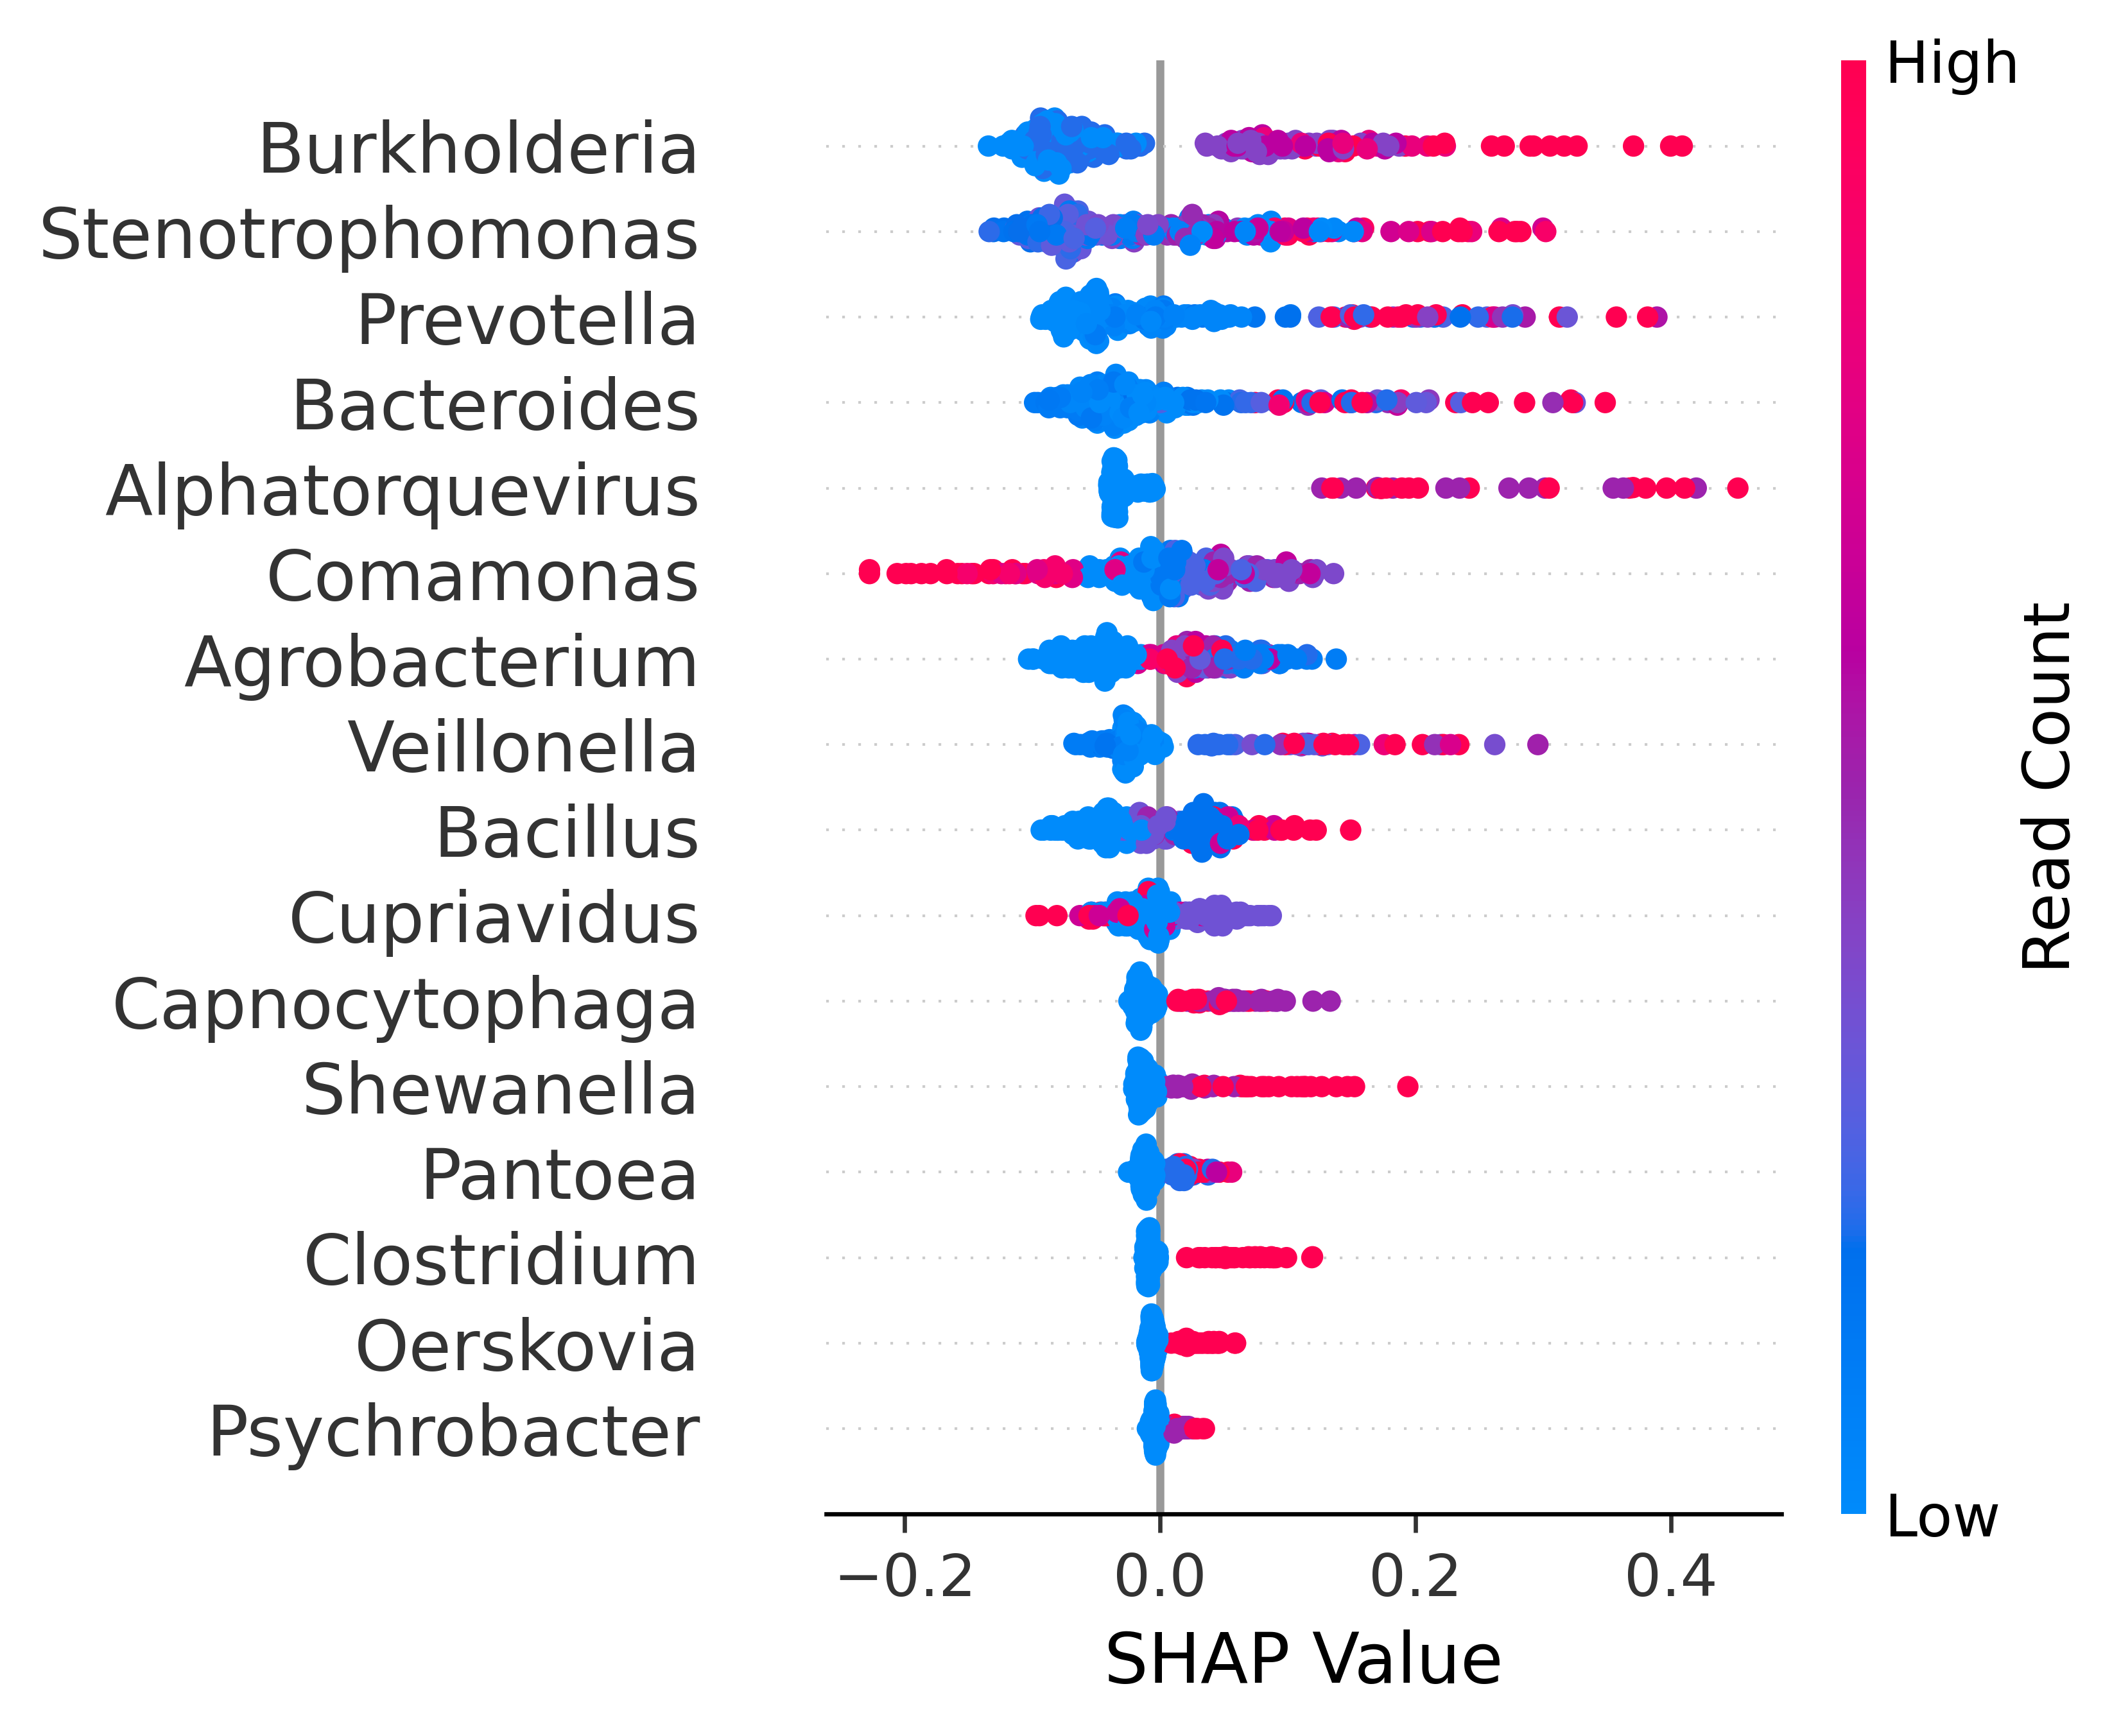 High
Burkholderia
Stenotrophomonas
Prevotella
Bacteroides
Alphatorquevirus
Comamonas
Agrobacterium
Veillonella
Bacillus
Cupriavidus
Capnocytophaga
Shewanella
Pantoea
Clostridium
Oerskovia
Psychrobacter
Read Count
Low
−0.2 0.0 0.2 0.4
SHAP Value